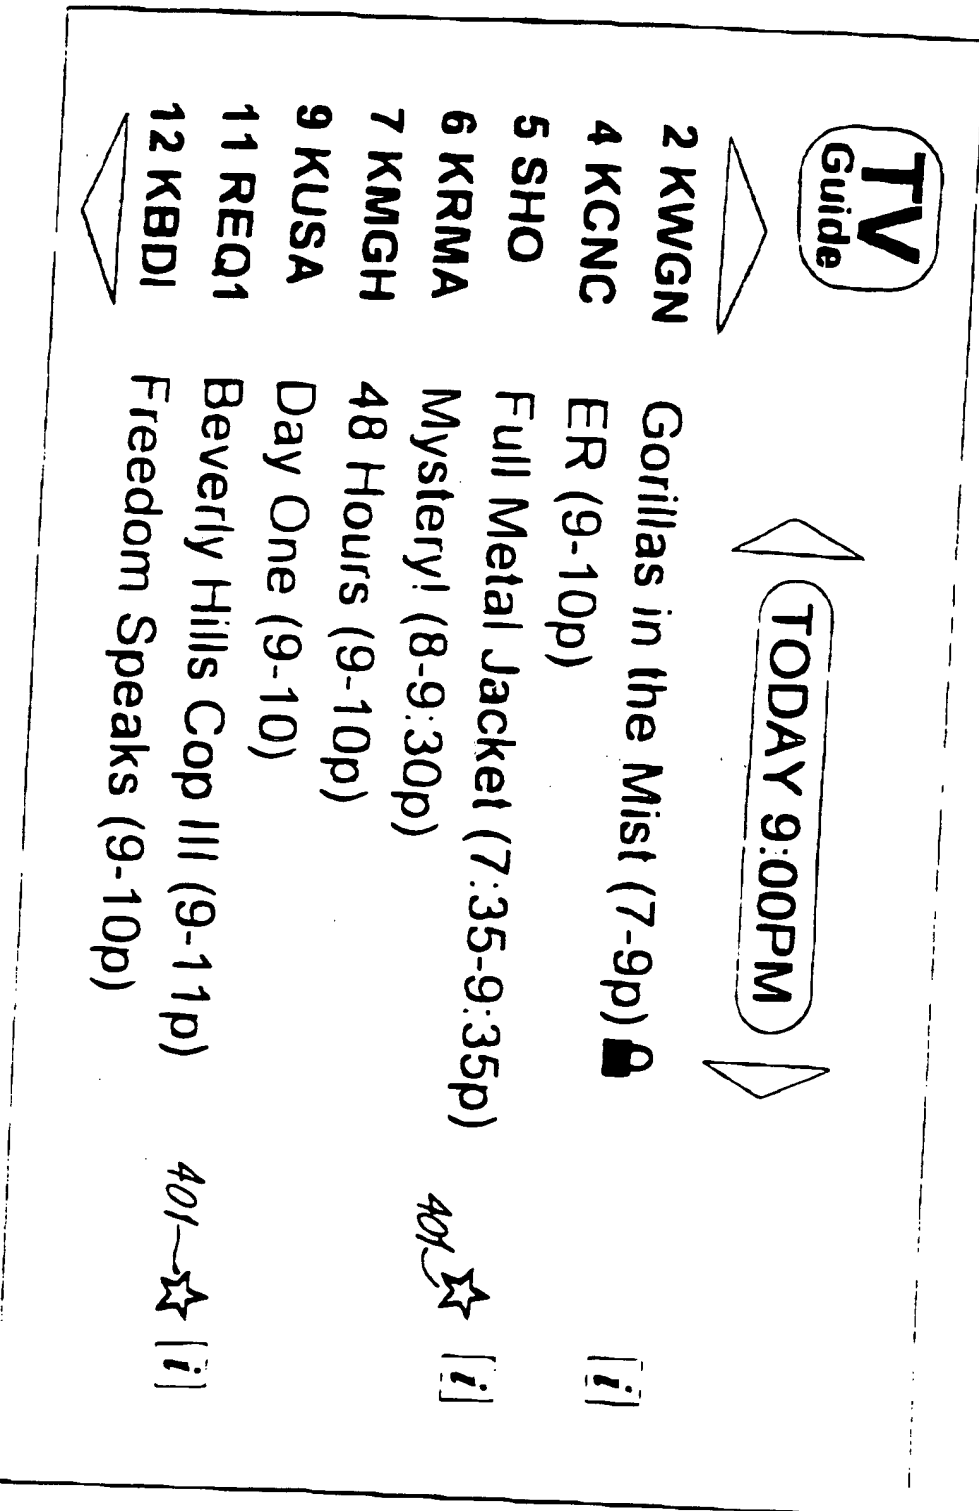 TV
Guide
TODAY 9:00PM
2 KWGN Gorillas in the Mist (7-9p)
4 KCNC ER (9-10p) i
5 SHO Full Metal Jacket (7:35-9:35p)
6 KRMA Mystery! (8-9:30p) 401 i
7 KMGH 48 Hours (9-10p)
9 KUSA Day One (9-10)
11 REQ1 Beverly Hills Cop III (9-11p)
12 KBDI Freedom Speaks (9-10p) 401 i